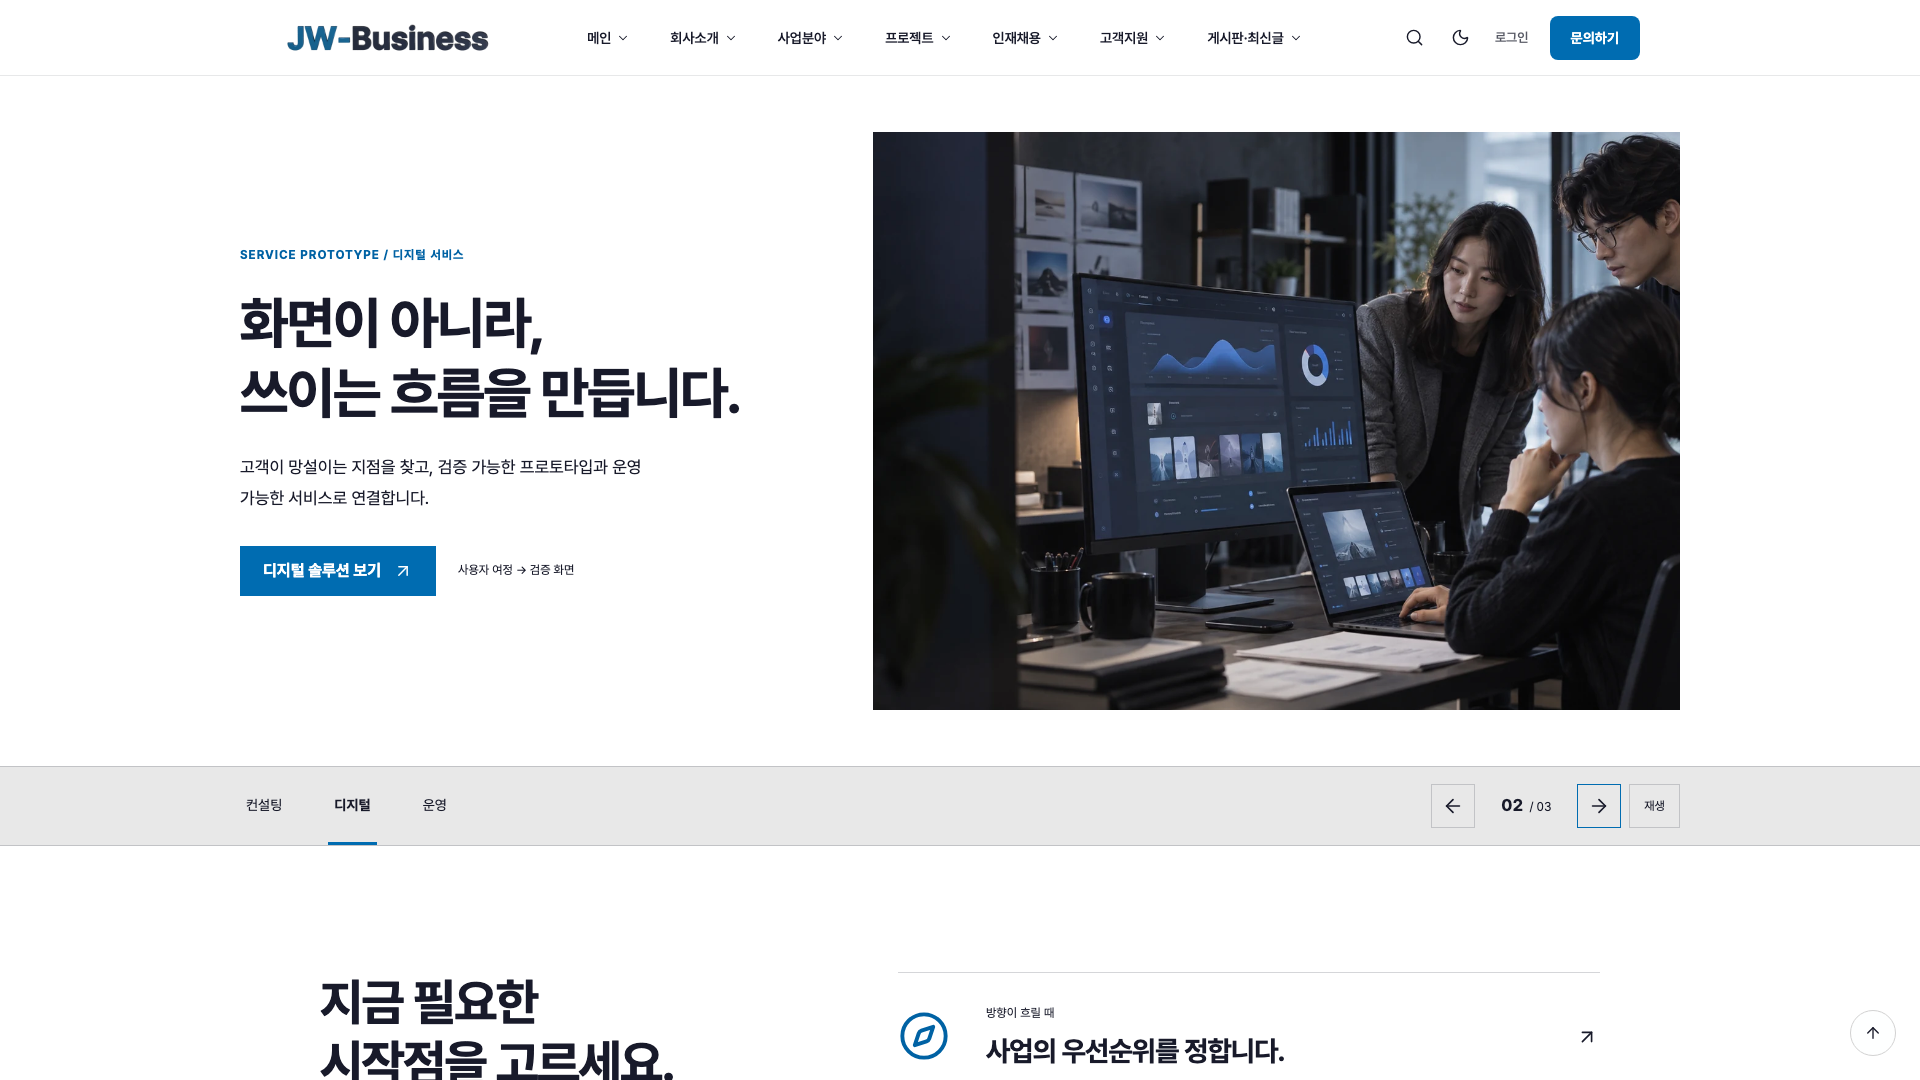 JW-Business
메인
회사소개
사업분야
프로젝트
인재채용
고객지원
게시판·최신글
로그인
문의하기
SERVICE PROTOTYPE / 디지털 서비스
화면이 아니라,
쓰이는 흐름을 만듭니다.
고객이 망설이는 지점을 찾고, 검증 가능한 프로토타입과 운영
가능한 서비스로 연결합니다.
디지털 솔루션 보기
사용자 여정 → 검증 화면
컨설팅
디지털
운영
02 / 03
재생
지금 필요한
시작점을 고르세요.
방향이 흐릴 때
사업의 우선순위를 정합니다.